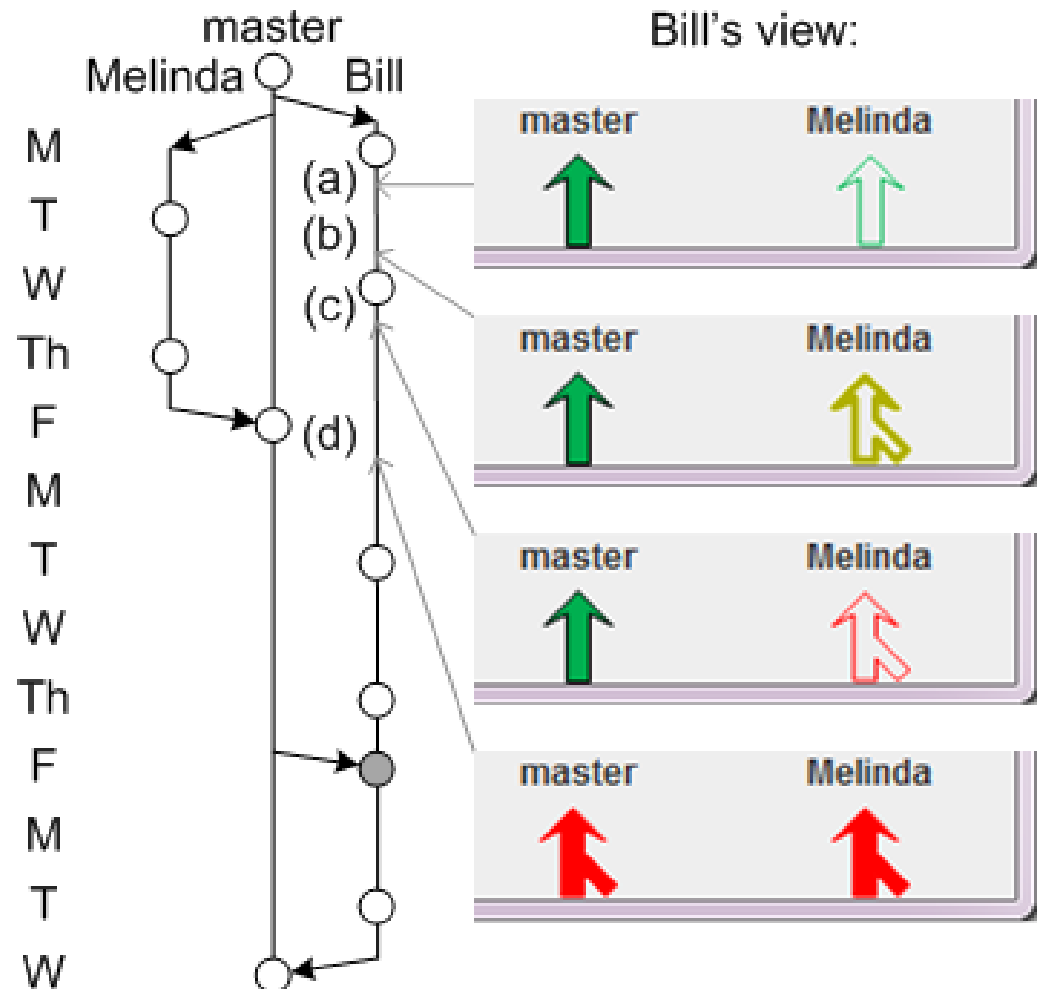 master
Melinda
Bill
Bill's view:
M
T
W
Th
F
M
T
W
Th
F
M
T
W
(a)
(b)
(c)
(d)
master Melinda
master Melinda
master Melinda
master Melinda